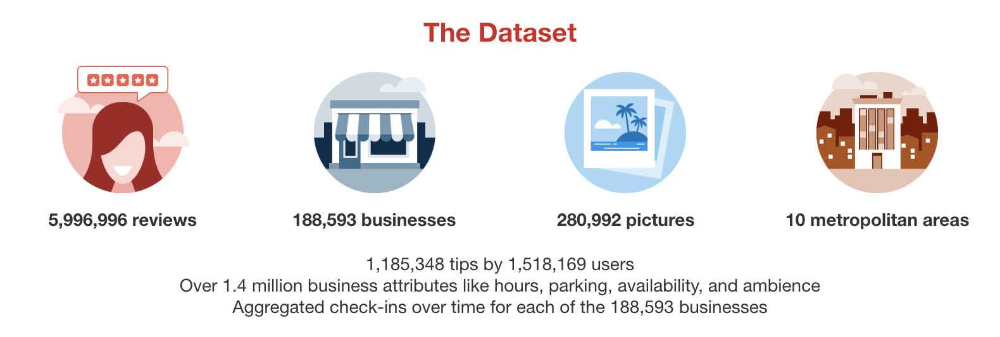 The Dataset
5,996,996 reviews
188,593 businesses
280,992 pictures
10 metropolitan areas
1,185,348 tips by 1,518,169 users
Over 1.4 million business attributes like hours, parking, availability, and ambience
Aggregated check-ins over time for each of the 188,593 businesses